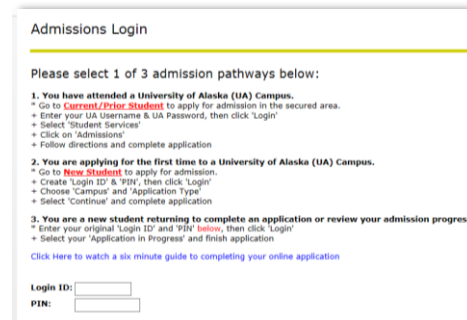 Admissions Login
Please select 1 of 3 admission pathways below:
1. You have attended a University of Alaska (UA) Campus.
* Go to Current/Prior Student to apply for admission in the secured area.
+ Enter your UA Username & UA Password, then click 'Login'
+ Select 'Student Services'
+ Click on 'Admissions'
+ Follow directions and complete application
2. You are applying for the first time to a University of Alaska (UA) Campus.
* Go to New Student to apply for admission.
+ Create 'Login ID' & 'PIN', then click 'Login'
+ Choose 'Campus' and 'Application Type'
+ Select 'Continue' and complete application
3. You are a new student returning to complete an application or review your admission progres
* Enter your original 'Login ID' and 'PIN' below, then click 'Login'
+ Select your 'Application in Progress' and finish application
Click Here to watch a six minute guide to completing your online application
Login ID:
PIN: